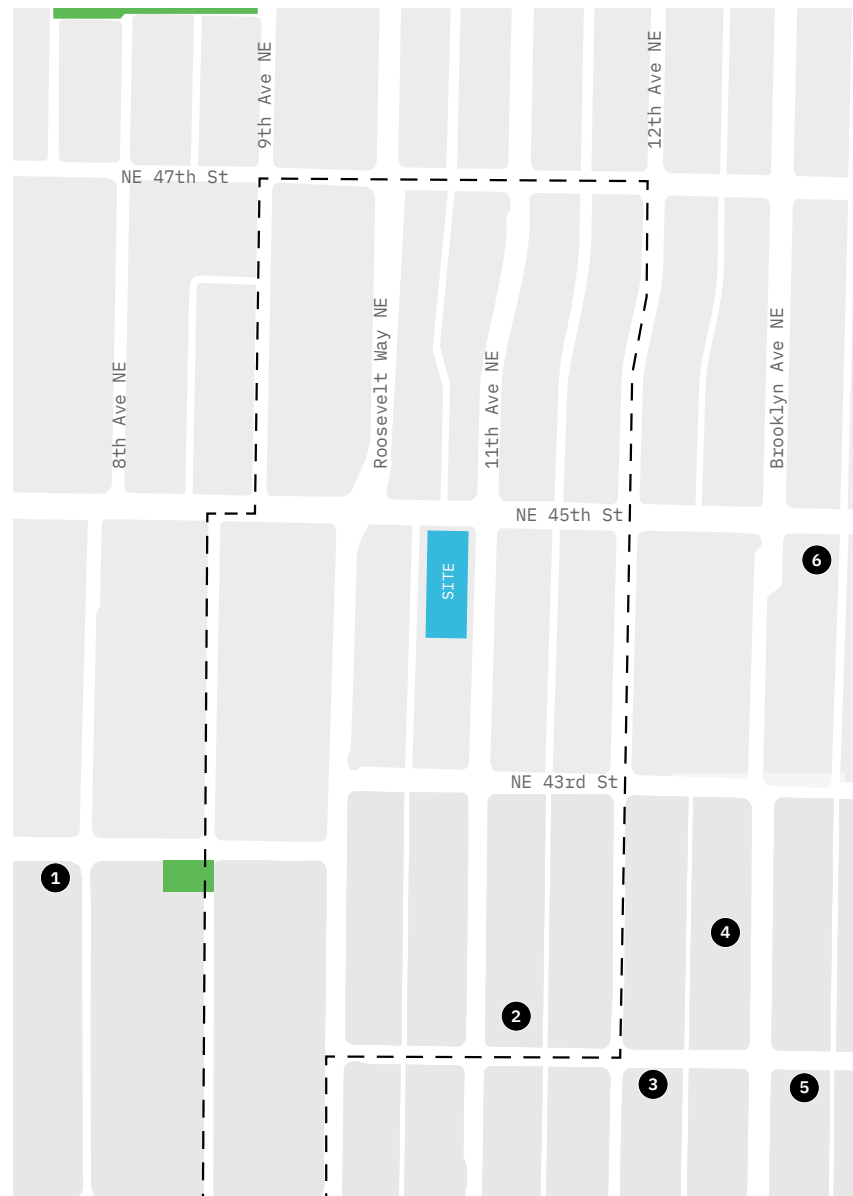 9th Ave NE
12th Ave NE
NE 47th St
8th Ave NE
Roosevelt Way NE
11th Ave NE
Brooklyn Ave NE
NE 45th St
SITE
6
NE 43rd St
1
4
2
3
5